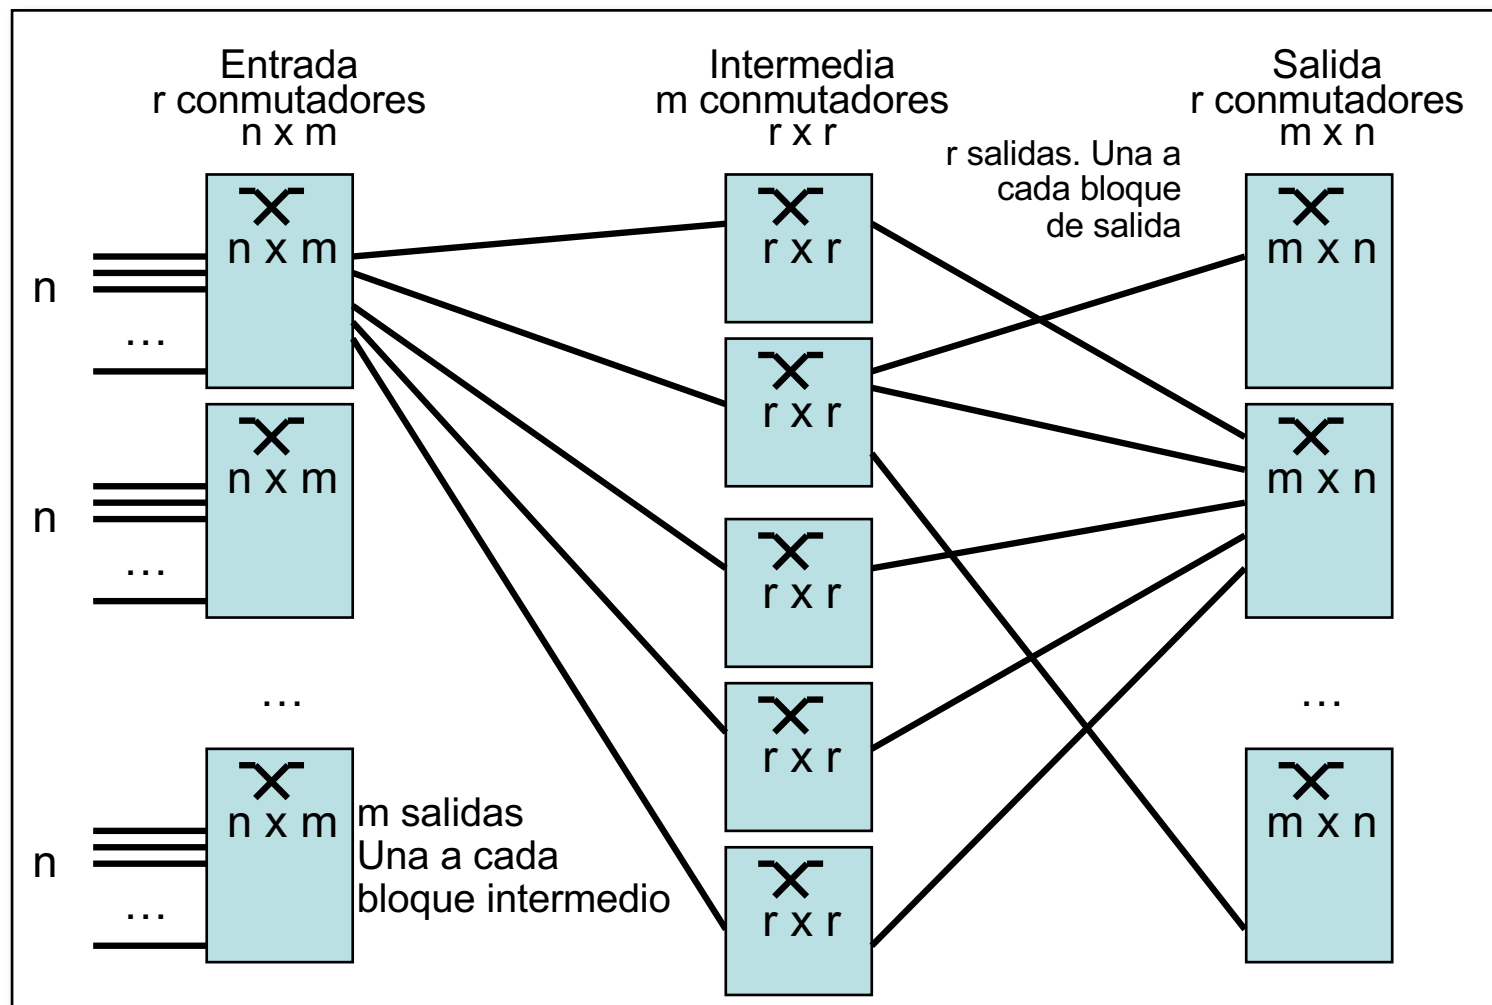 Entrada
r conmutadores
n x m
Intermedia
m conmutadores
r x r
Salida
r conmutadores
m x n
r salidas. Una a
cada bloque
de salida
n x m
n
...
n x m
n
...
...
n x m
n
...
m salidas
Una a cada
bloque intermedio
r x r
r x r
r x r
r x r
r x r
m x n
m x n
...
m x n